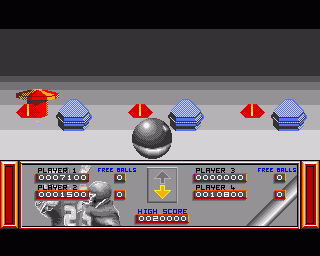 PLAYER 1 FREE BALLS PLAYER 3 FREE BALLS
0007100 0 0000000 0
PLAYER 2 PLAYER 4
0001500 0 0010800 0
HIGH SCORE
0020000